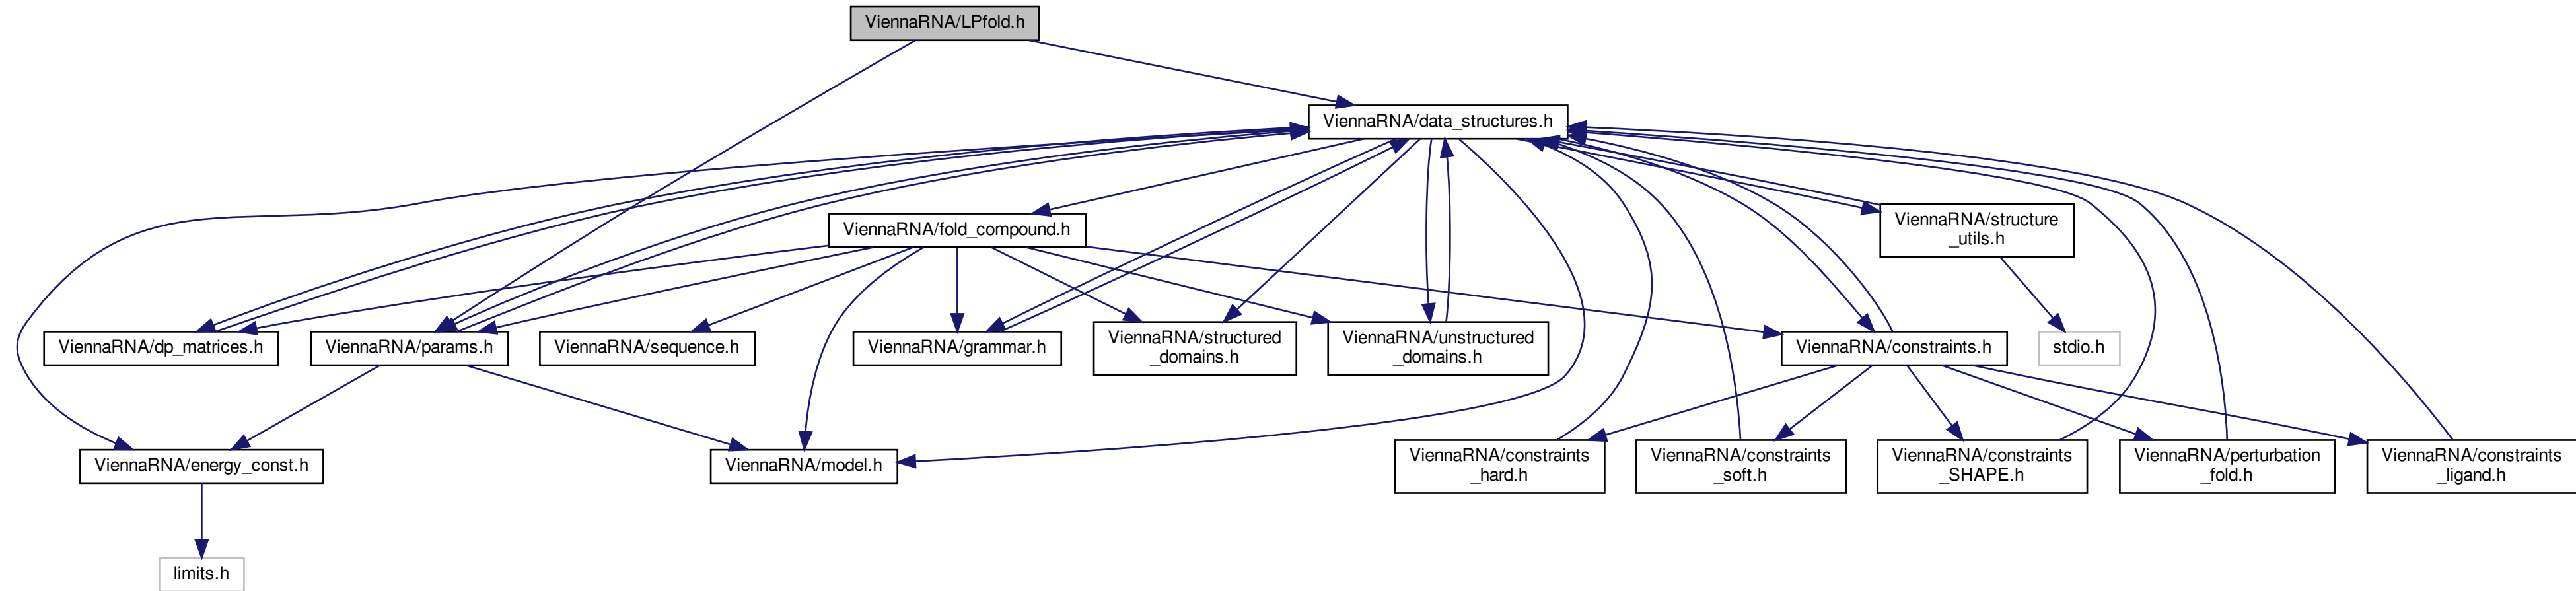 ViennaRNA/LPfold.h
ViennaRNA/data_structures.h
ViennaRNA/structure
_utils.h
ViennaRNA/fold_compound.h
ViennaRNA/dp_matrices.h
ViennaRNA/params.h
ViennaRNA/sequence.h
ViennaRNA/grammar.h
ViennaRNA/structured
_domains.h
ViennaRNA/unstructured
_domains.h
ViennaRNA/constraints.h
stdio.h
ViennaRNA/energy_const.h
ViennaRNA/model.h
ViennaRNA/constraints
_hard.h
ViennaRNA/constraints
_soft.h
ViennaRNA/constraints
_SHAPE.h
ViennaRNA/perturbation
_fold.h
ViennaRNA/constraints
_ligand.h
limits.h